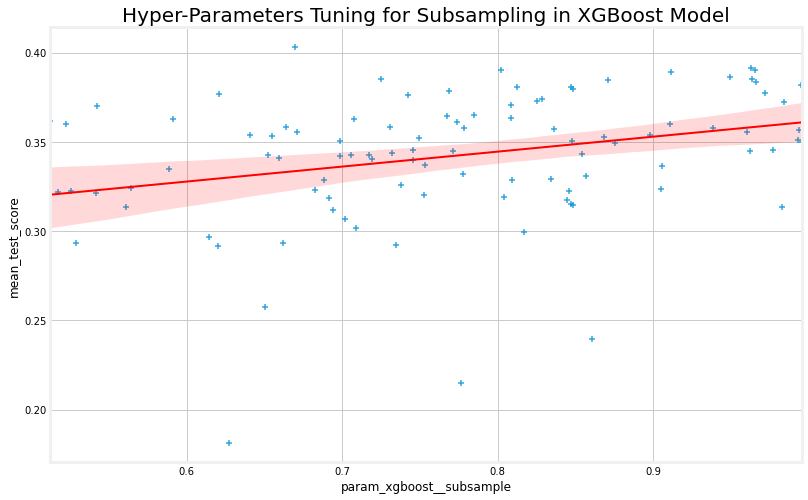 Hyper-Parameters Tuning for Subsampling in XGBoost Model
0.40
0.35
0.30
0.25
0.20
mean_test_score
0.6 0.7 0.8 0.9
param_xgboost__subsample